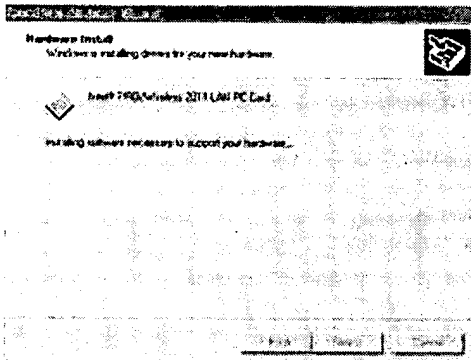 Hardware Install
Windows is installing drivers for your new hardware.
Intel® PRO/Wireless 2011 LAN PC Card
Installing software necessary to support your hardware...
Cancel